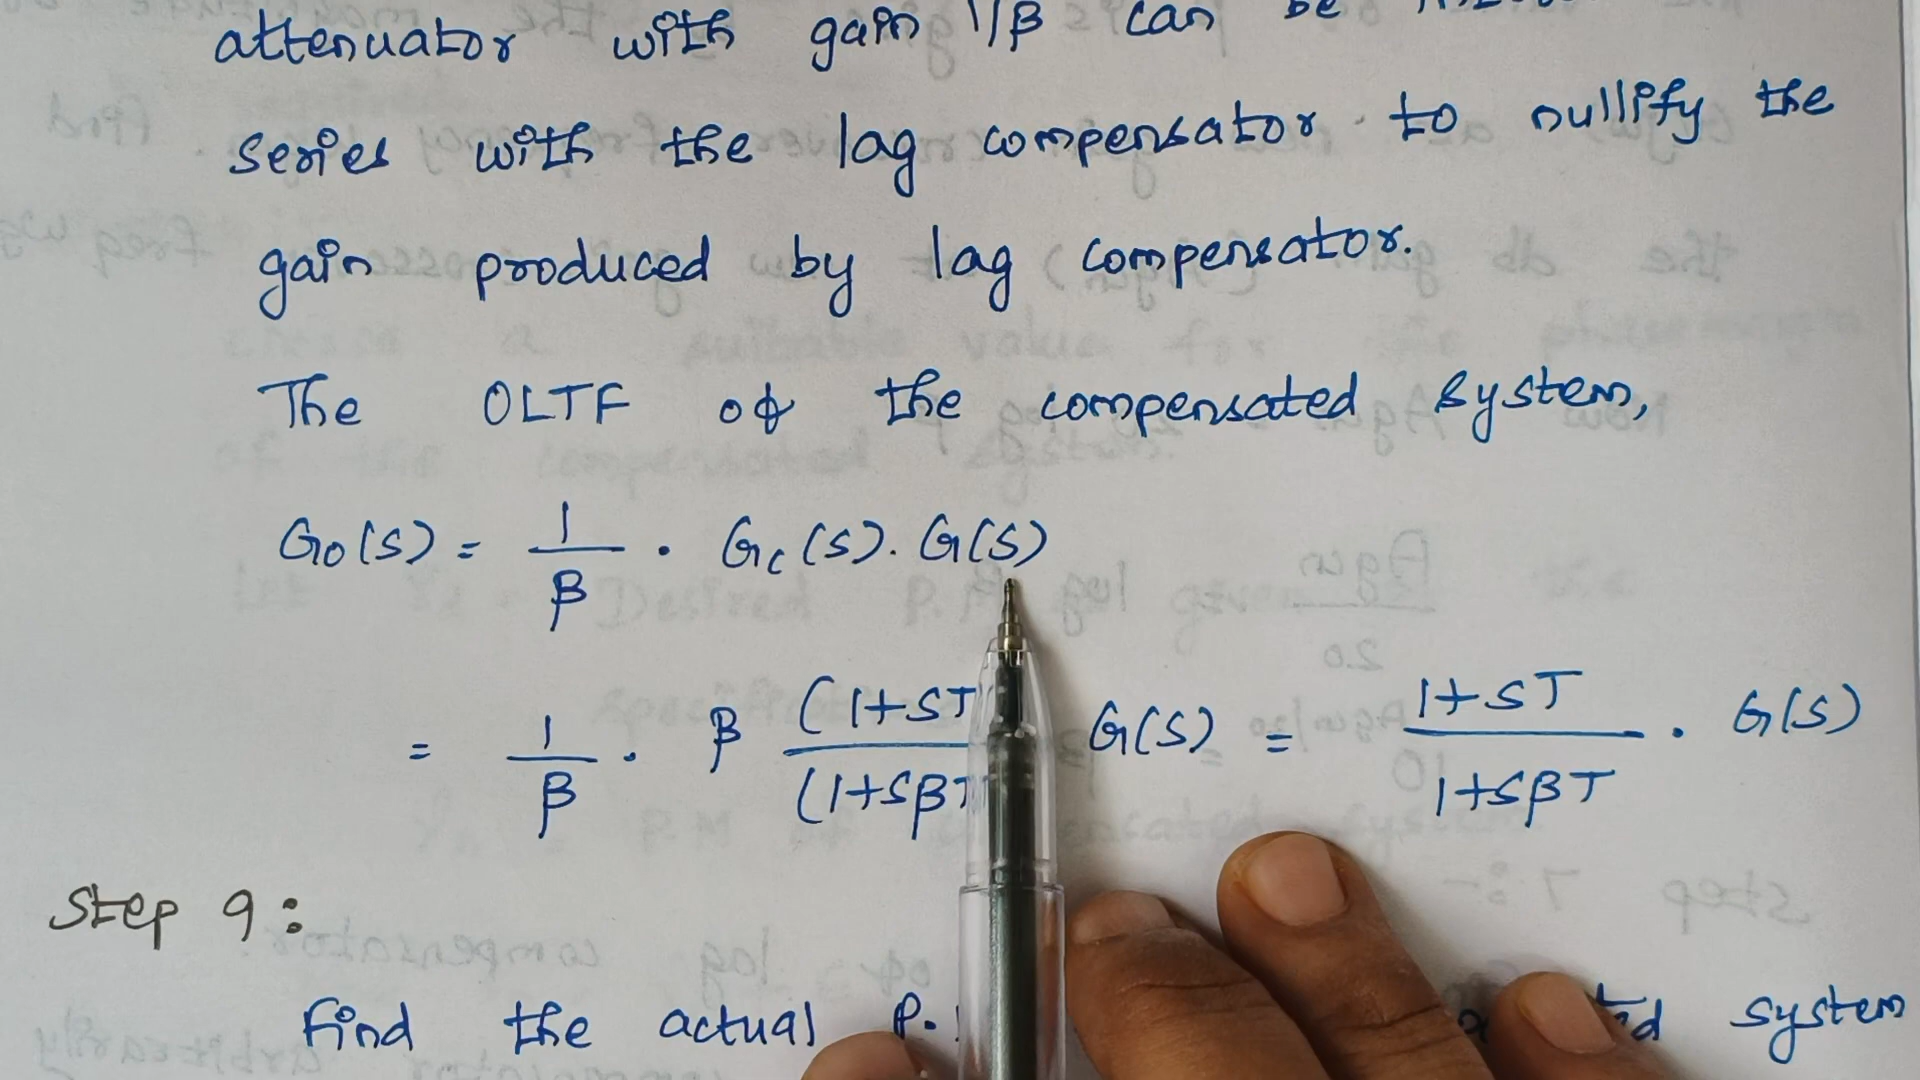 attenuator with gain 1/β can be
series with the lag compensator to nullify the
gain produced by lag compensator.
The OLTF of the compensated system,
Go(s) = 1/β . Gc(s). G(s)
= 1/β . β (1+ST / (1+SβT G(s) = 1+ST / 1+SβT . G(s)
Step 9:
find the actual P. system